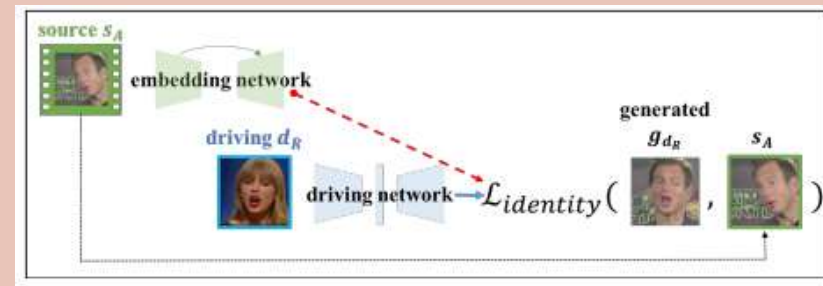 source s_A
embedding network
driving d_R
driving network
generated
g_{d_R}
s_A
ℒ_identity( , )